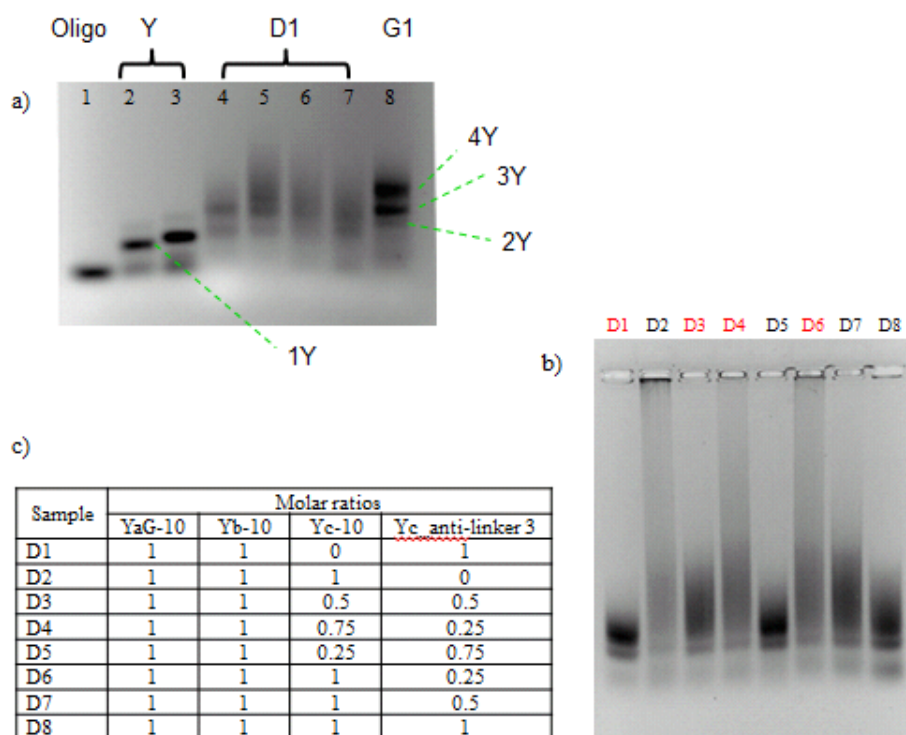 Oligo Y D1 G1
a) 1 2 3 4 5 6 7 8
4Y
3Y
2Y
1Y
b) D1 D2 D3 D4 D5 D6 D7 D8
c)
Sample Molar ratios
YaG-10 Yb-10 Yc-10 Yc_anti-linker 3
D1 1 1 0 1
D2 1 1 1 0
D3 1 1 0.5 0.5
D4 1 1 0.75 0.25
D5 1 1 0.25 0.75
D6 1 1 1 0.25
D7 1 1 1 0.5
D8 1 1 1 1